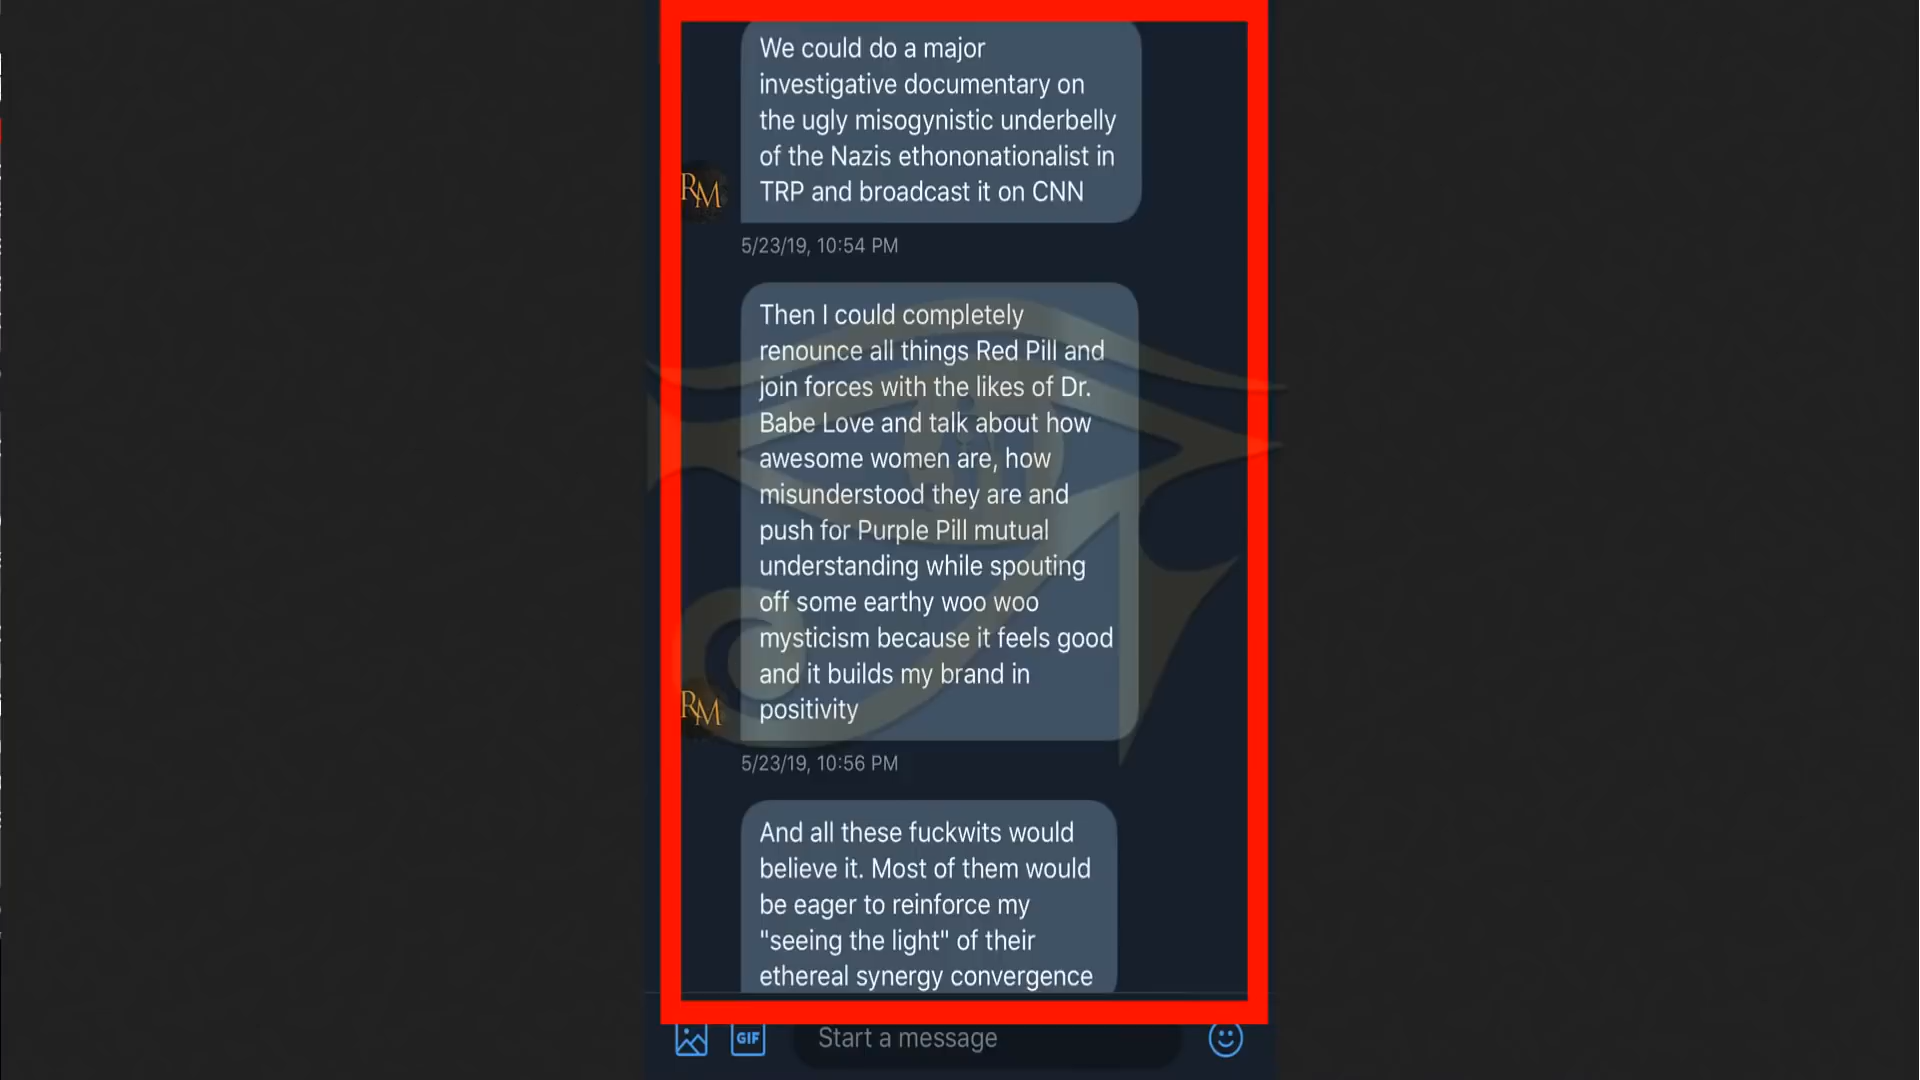 We could do a major
investigative documentary on
the ugly misogynistic underbelly
of the Nazis ethononationalist in
TRP and broadcast it on CNN
RM
5/23/19, 10:54 PM
Then I could completely
renounce all things Red Pill and
join forces with the likes of Dr.
Babe Love and talk about how
awesome women are, how
misunderstood they are and
push for Purple Pill mutual
understanding while spouting
off some earthy woo woo
mysticism because it feels good
and it builds my brand in
positivity
RM
5/23/19, 10:56 PM
And all these fuckwits would
believe it. Most of them would
be eager to reinforce my
"seeing the light" of their
ethereal synergy convergence
GIF
Start a message